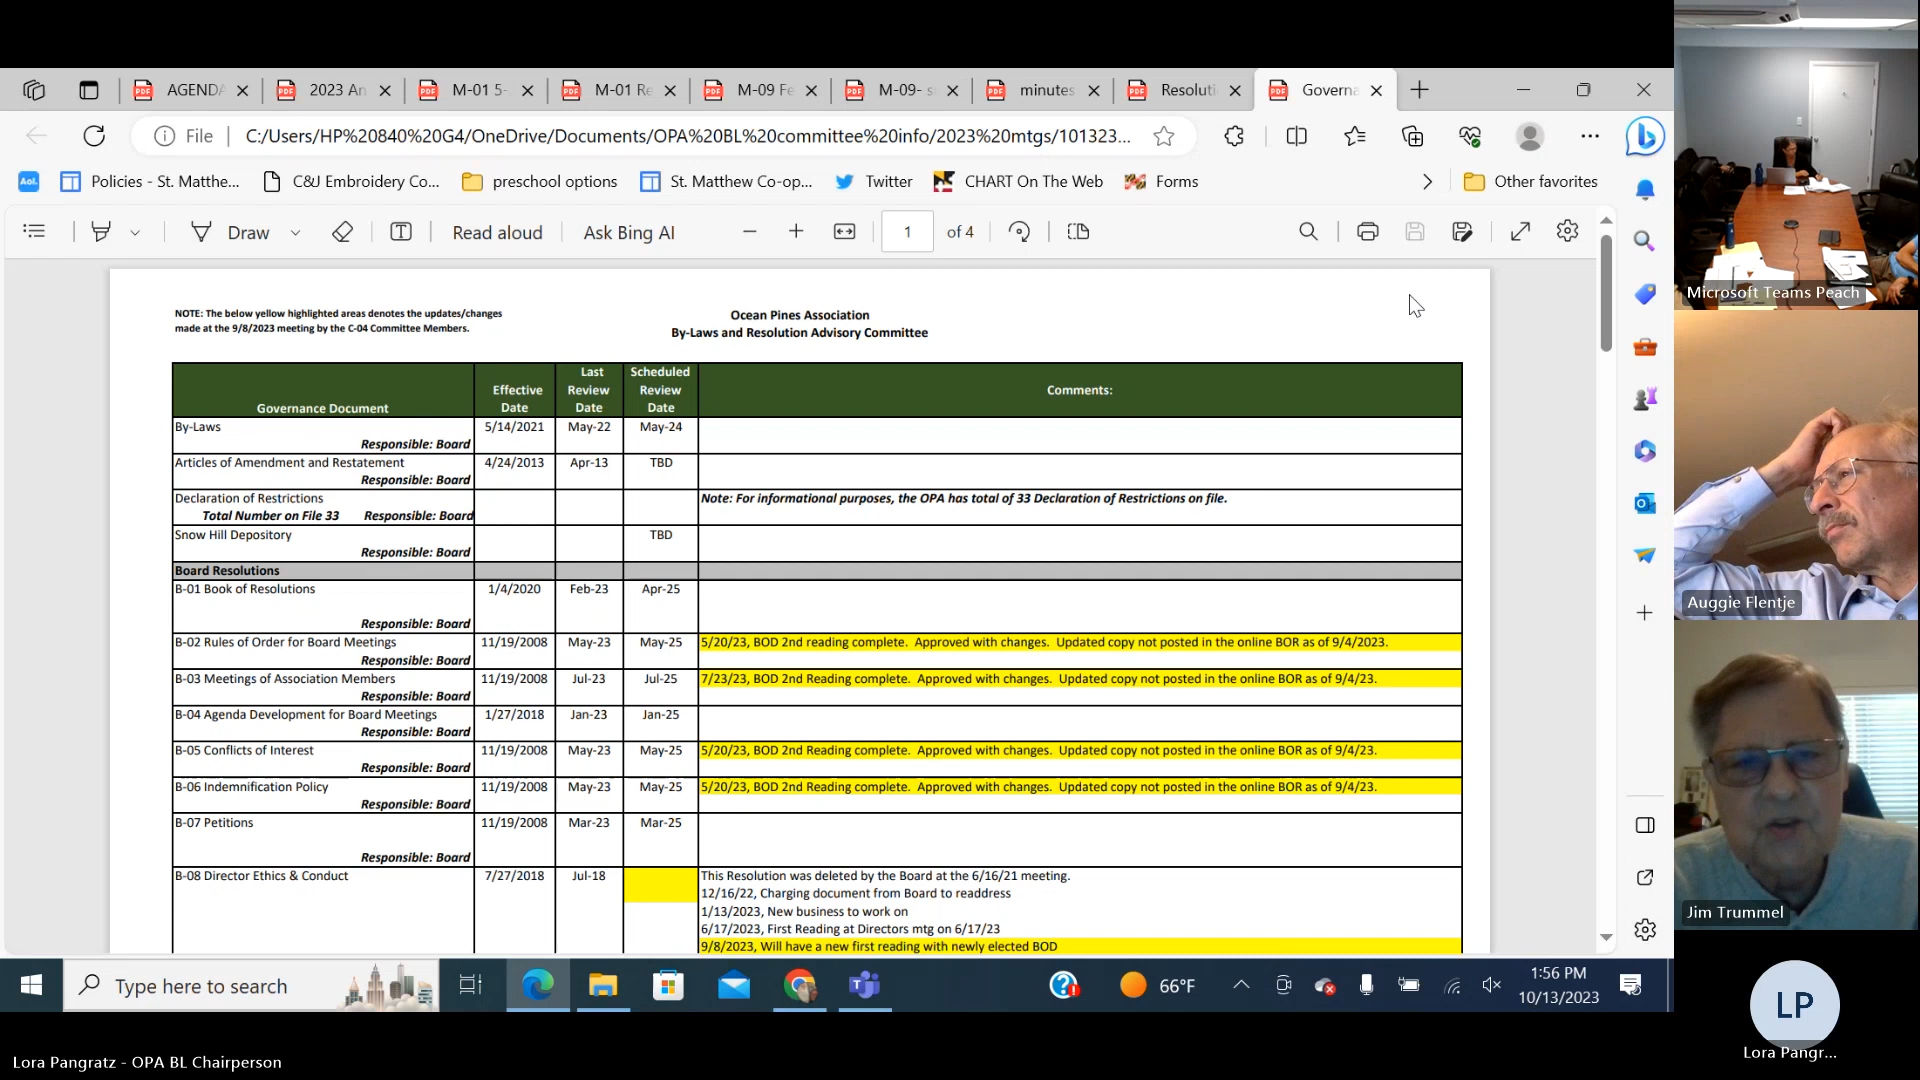 AGENDA
2023 An
M-01 5-
M-01 Re
M-09 Fe
M-09- s
minutes
Resoluti
Governa
File
C:/Users/HP%20840%20G4/OneDrive/Documents/OPA%20BL%20committee%20info/2023%20mtgs/101323...
Aol.
Policies - St. Matthe...
C&J Embroidery Co...
preschool options
St. Matthew Co-op...
Twitter
CHART On The Web
Forms
Other favorites
Draw
Read aloud
Ask Bing AI
1
of 4
NOTE: The below yellow highlighted areas denotes the updates/changes
made at the 9/8/2023 meeting by the C-04 Committee Members.
Ocean Pines Association
By-Laws and Resolution Advisory Committee
Governance Document
Effective Date
Last Review Date
Scheduled Review Date
Comments:
By-Laws 5/14/2021 May-22 May-24
Responsible: Board
Articles of Amendment and Restatement 4/24/2013 Apr-13 TBD
Responsible: Board
Declaration of Restrictions Note: For informational purposes, the OPA has total of 33 Declaration of Restrictions on file.
Total Number on File 33 Responsible: Board
Snow Hill Depository TBD
Responsible: Board
Board Resolutions
B-01 Book of Resolutions 1/4/2020 Feb-23 Apr-25
Responsible: Board
B-02 Rules of Order for Board Meetings 11/19/2008 May-23 May-25 5/20/23, BOD 2nd reading complete. Approved with changes. Updated copy not posted in the online BOR as of 9/4/2023.
Responsible: Board
B-03 Meetings of Association Members 11/19/2008 Jul-23 Jul-25 7/23/23, BOD 2nd Reading complete. Approved with changes. Updated copy not posted in the online BOR as of 9/4/23.
Responsible: Board
B-04 Agenda Development for Board Meetings 1/27/2018 Jan-23 Jan-25
Responsible: Board
B-05 Conflicts of Interest 11/19/2008 May-23 May-25 5/20/23, BOD 2nd Reading complete. Approved with changes. Updated copy not posted in the online BOR as of 9/4/23.
Responsible: Board
B-06 Indemnification Policy 11/19/2008 May-23 May-25 5/20/23, BOD 2nd Reading complete. Approved with changes. Updated copy not posted in the online BOR as of 9/4/23.
Responsible: Board
B-07 Petitions 11/19/2008 Mar-23 Mar-25
Responsible: Board
B-08 Director Ethics & Conduct 7/27/2018 Jul-18 This Resolution was deleted by the Board at the 6/16/21 meeting.
12/16/22, Charging document from Board to readdress
1/13/2023, New business to work on
6/17/2023, First Reading at Directors mtg on 6/17/23
9/8/2023, Will have a new first reading with newly elected BOD
Type here to search
66°F
1:56 PM
10/13/2023
Microsoft Teams Peach
Auggie Flentje
Jim Trummel
LP
Lora Pangr...
Lora Pangratz - OPA BL Chairperson